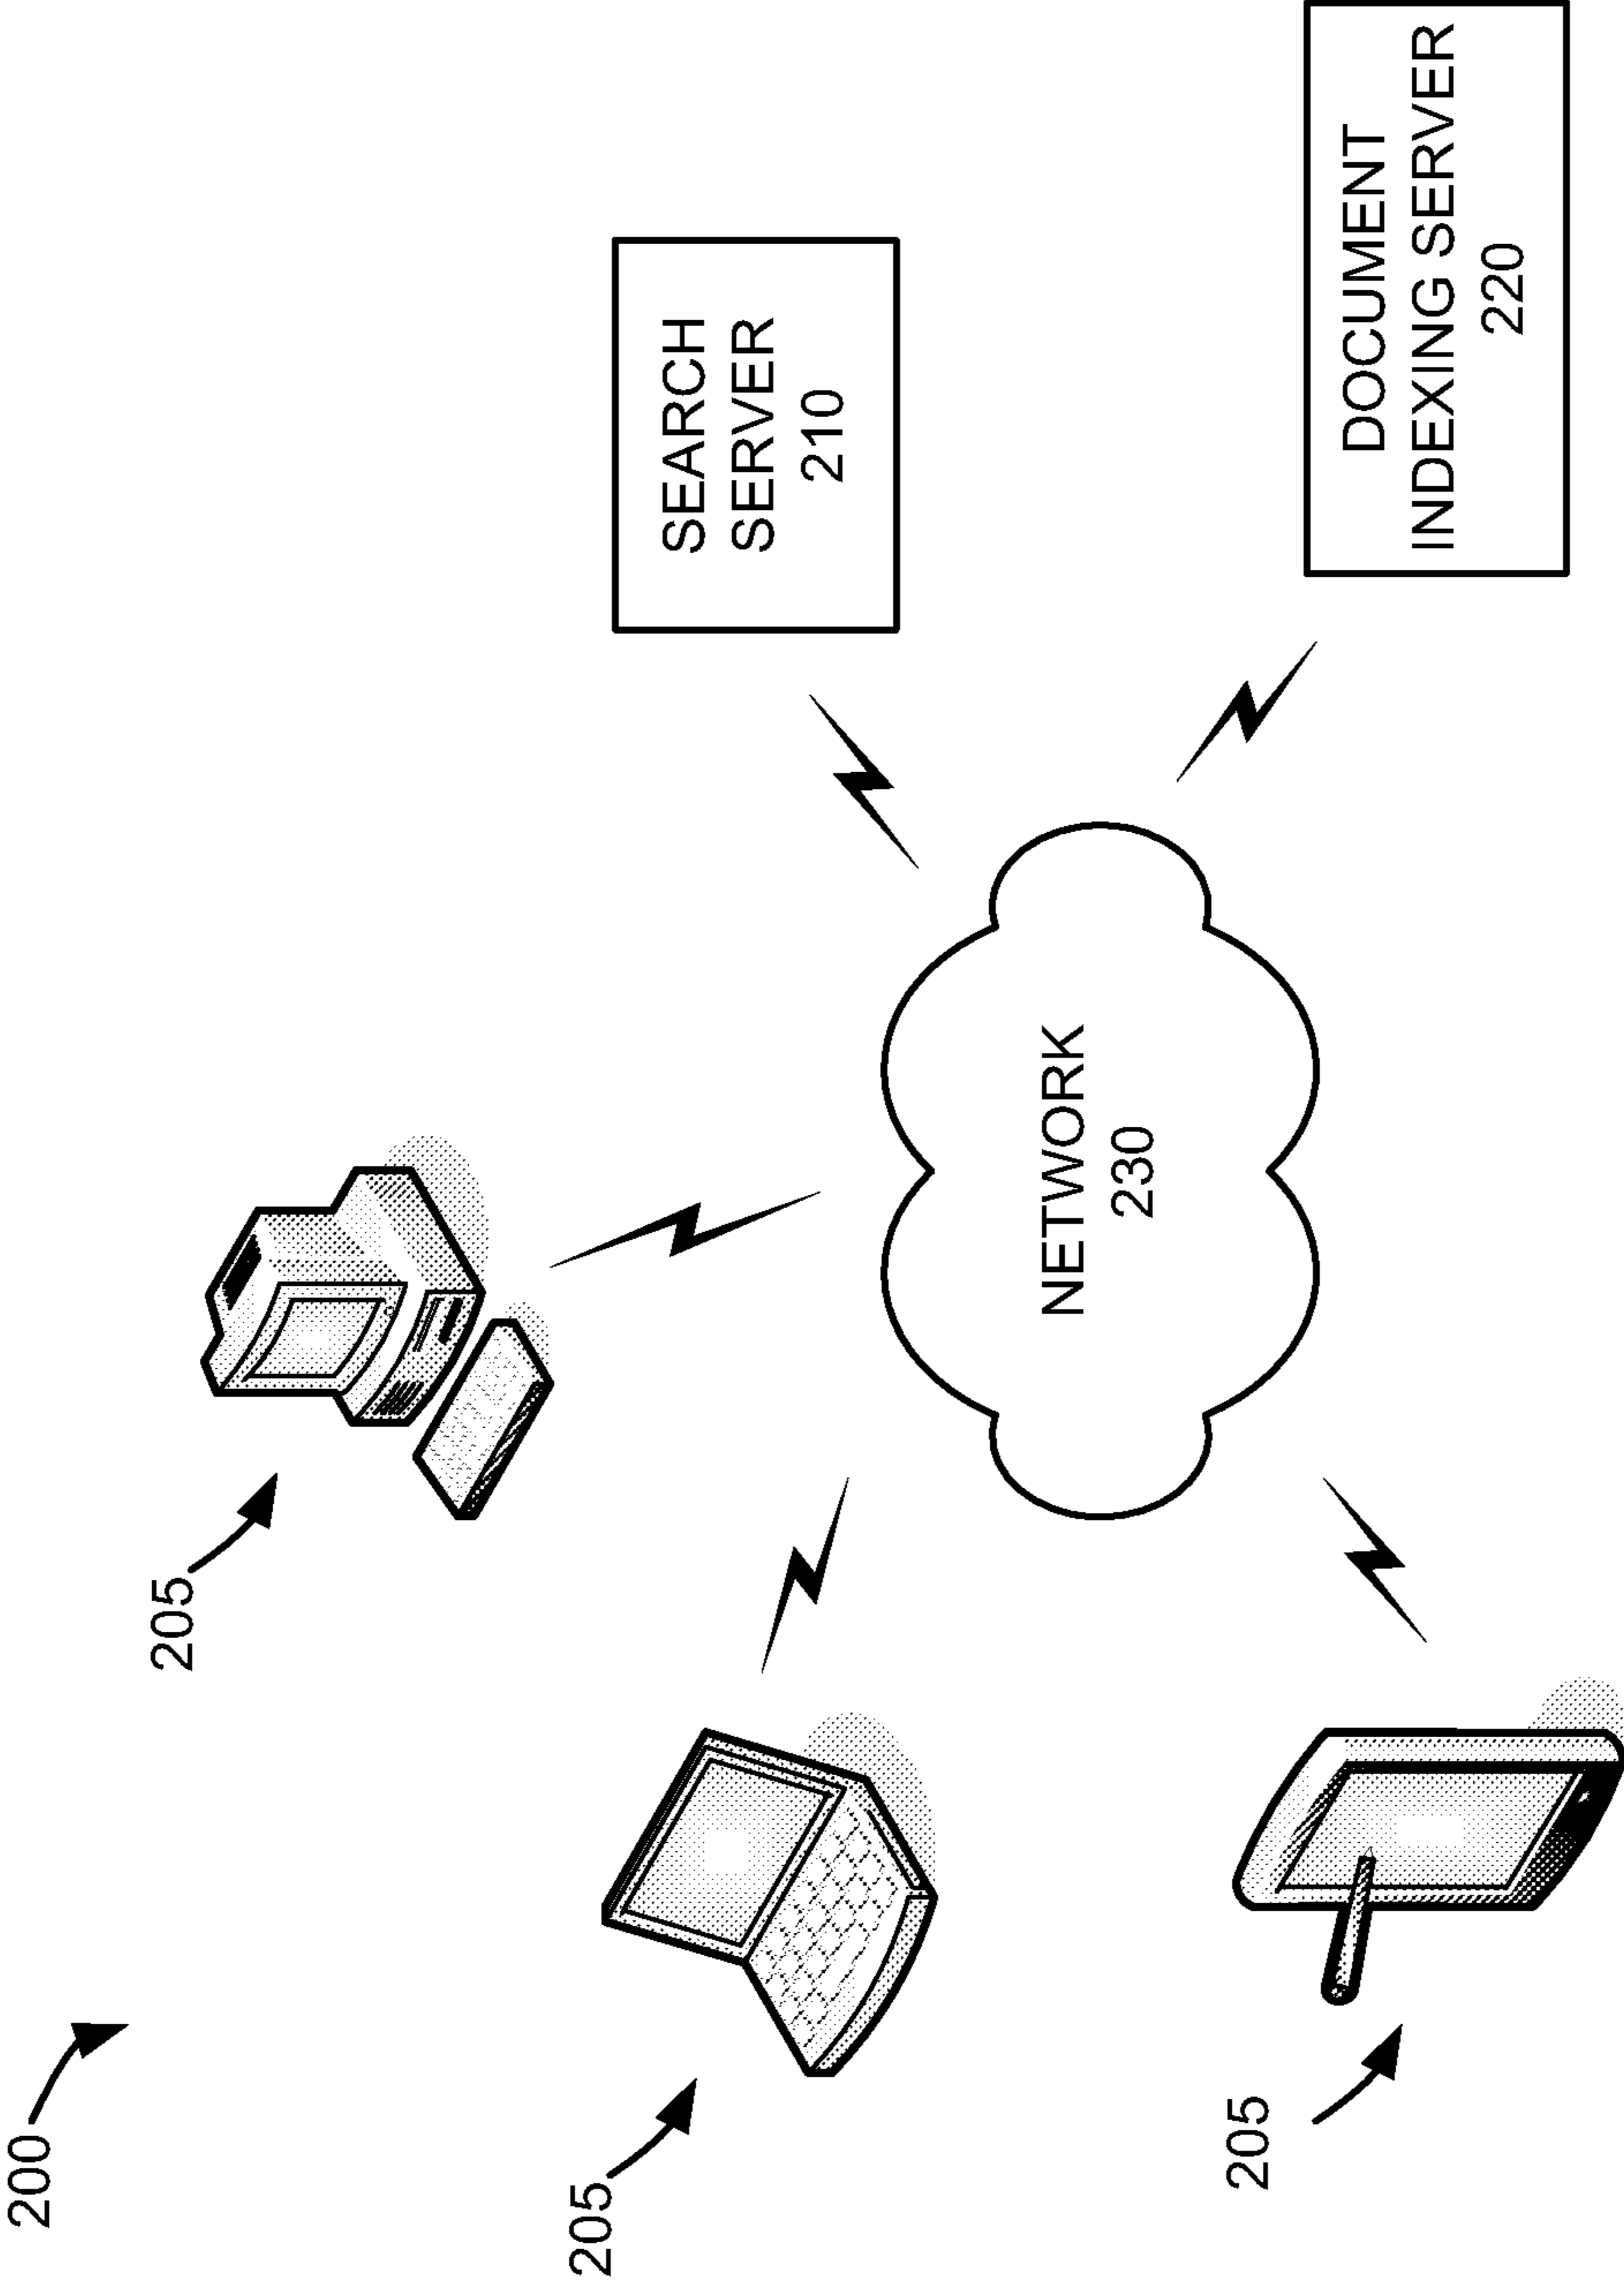 200
205
205
205
SEARCH
SERVER
210
NETWORK
230
DOCUMENT
INDEXING SERVER
220